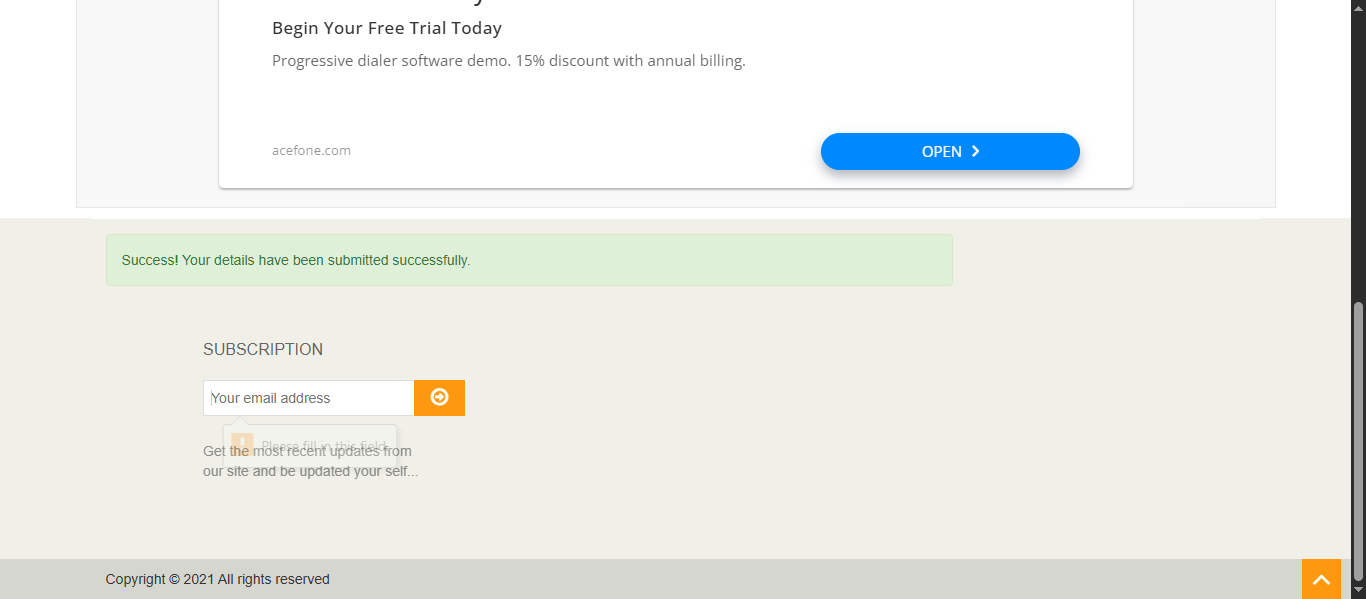 Begin Your Free Trial Today
Progressive dialer software demo. 15% discount with annual billing.
acefone.com
OPEN
Success! Your details have been submitted successfully.
SUBSCRIPTION
Your email address
Please fill in this field.
Get the most recent updates from
our site and be updated your self...
Copyright © 2021 All rights reserved